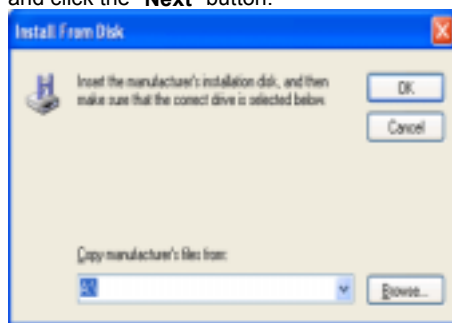 and click the "Next" button.
Install From Disk
Insert the manufacturer's installation disk, and then
make sure that the correct drive is selected below.
OK
Cancel
Copy manufacturer's files from:
A:\
Browse...